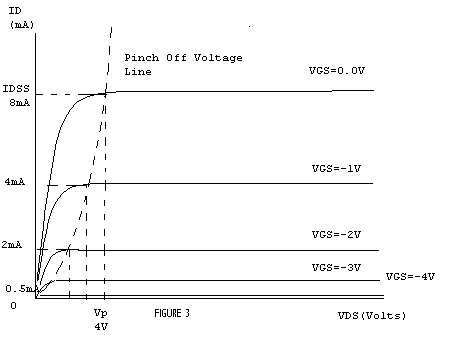 ID
(mA)
Pinch Off Voltage
Line
VGS=0.0V
IDSS
8mA
VGS=-1V
4mA
VGS=-2V
2mA
VGS=-3V
VGS=-4V
0.5mA
0
Vp
4V
FIGURE 3
VDS(Volts)